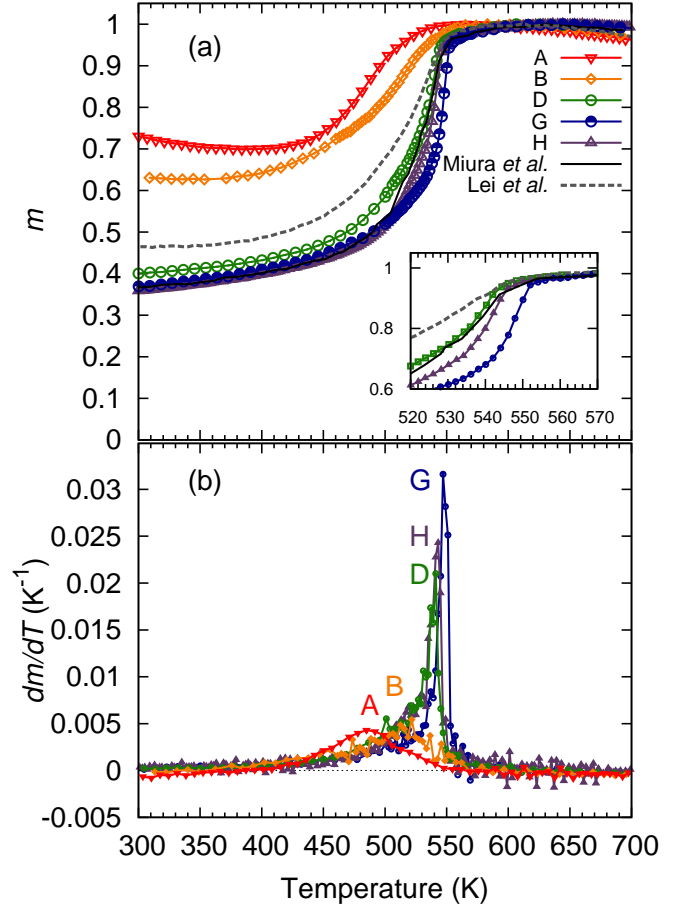 (a)
m
1
0.9
0.8
0.7
0.6
0.5
0.4
0.3
0.2
0.1
0
A
B
D
G
H
Miura et al.
Lei et al.
1
0.8
0.6
520 530 540 550 560 570
(b)
dm/dT (K⁻¹)
0.03
0.025
0.02
0.015
0.01
0.005
0
-0.005
G
H
D
B
A
300 350 400 450 500 550 600 650 700
Temperature (K)